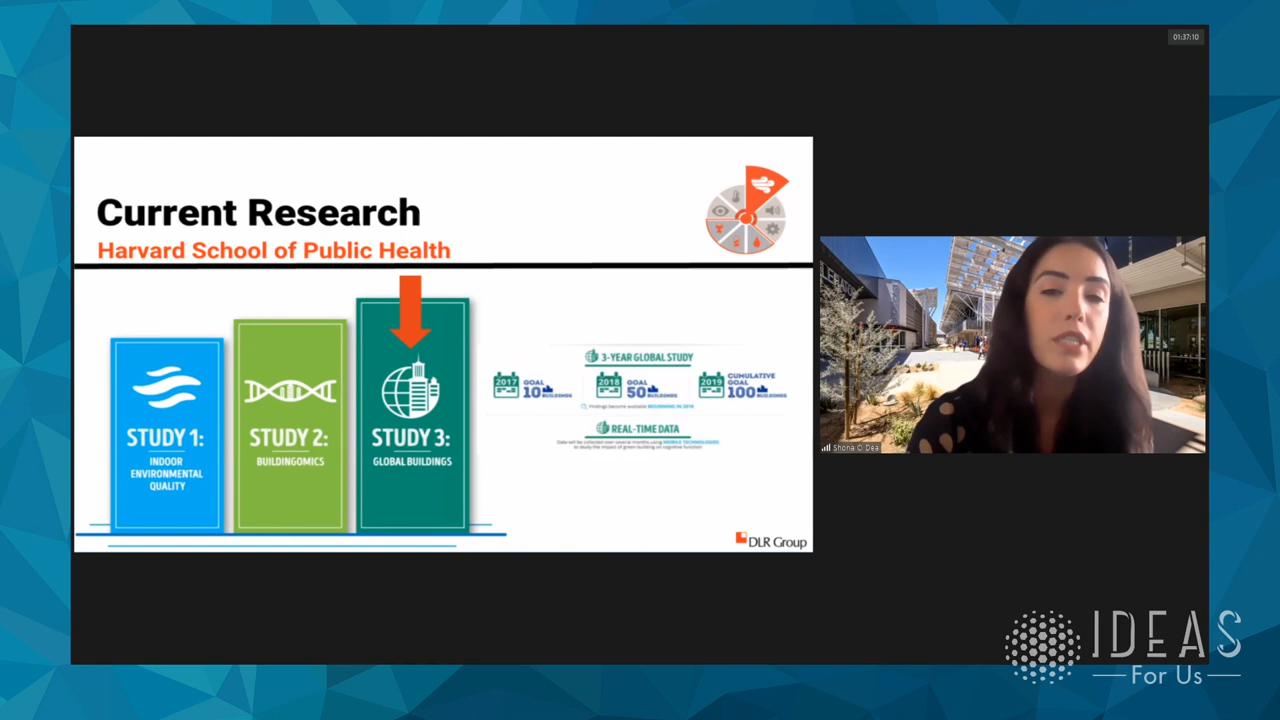 01:37:10
Current Research
Harvard School of Public Health
STUDY 1:
INDOOR
ENVIRONMENTAL
QUALITY
STUDY 2:
BUILDINGOMICS
STUDY 3:
GLOBAL BUILDINGS
3-YEAR GLOBAL STUDY
2017
GOAL
10 BUILDINGS
2018
GOAL
50 BUILDINGS
2019
CUMULATIVE
GOAL
100 BUILDINGS
Findings become available BEGINNING IN 2018
REAL-TIME DATA
Data will be collected over several months using MOBILE TECHNOLOGIES
to study the impact of green building on cognitive function
DLR Group
Shona O Dea
IDEAS
For Us